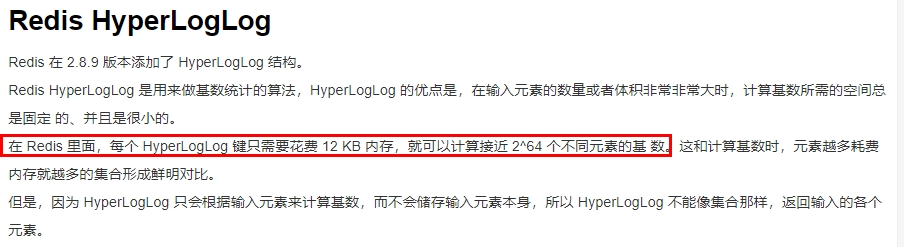 Redis HyperLogLog
Redis 在 2.8.9 版本添加了 HyperLogLog 结构。
Redis HyperLogLog 是用来做基数统计的算法，HyperLogLog 的优点是，在输入元素的数量或者体积非常非常大时，计算基数所需的空间总
是固定 的、并且是很小的。
在 Redis 里面，每个 HyperLogLog 键只需要花费 12 KB 内存，就可以计算接近 2^64 个不同元素的基 数。这和计算基数时，元素越多耗费
内存就越多的集合形成鲜明对比。
但是，因为 HyperLogLog 只会根据输入元素来计算基数，而不会储存输入元素本身，所以 HyperLogLog 不能像集合那样，返回输入的各个
元素。